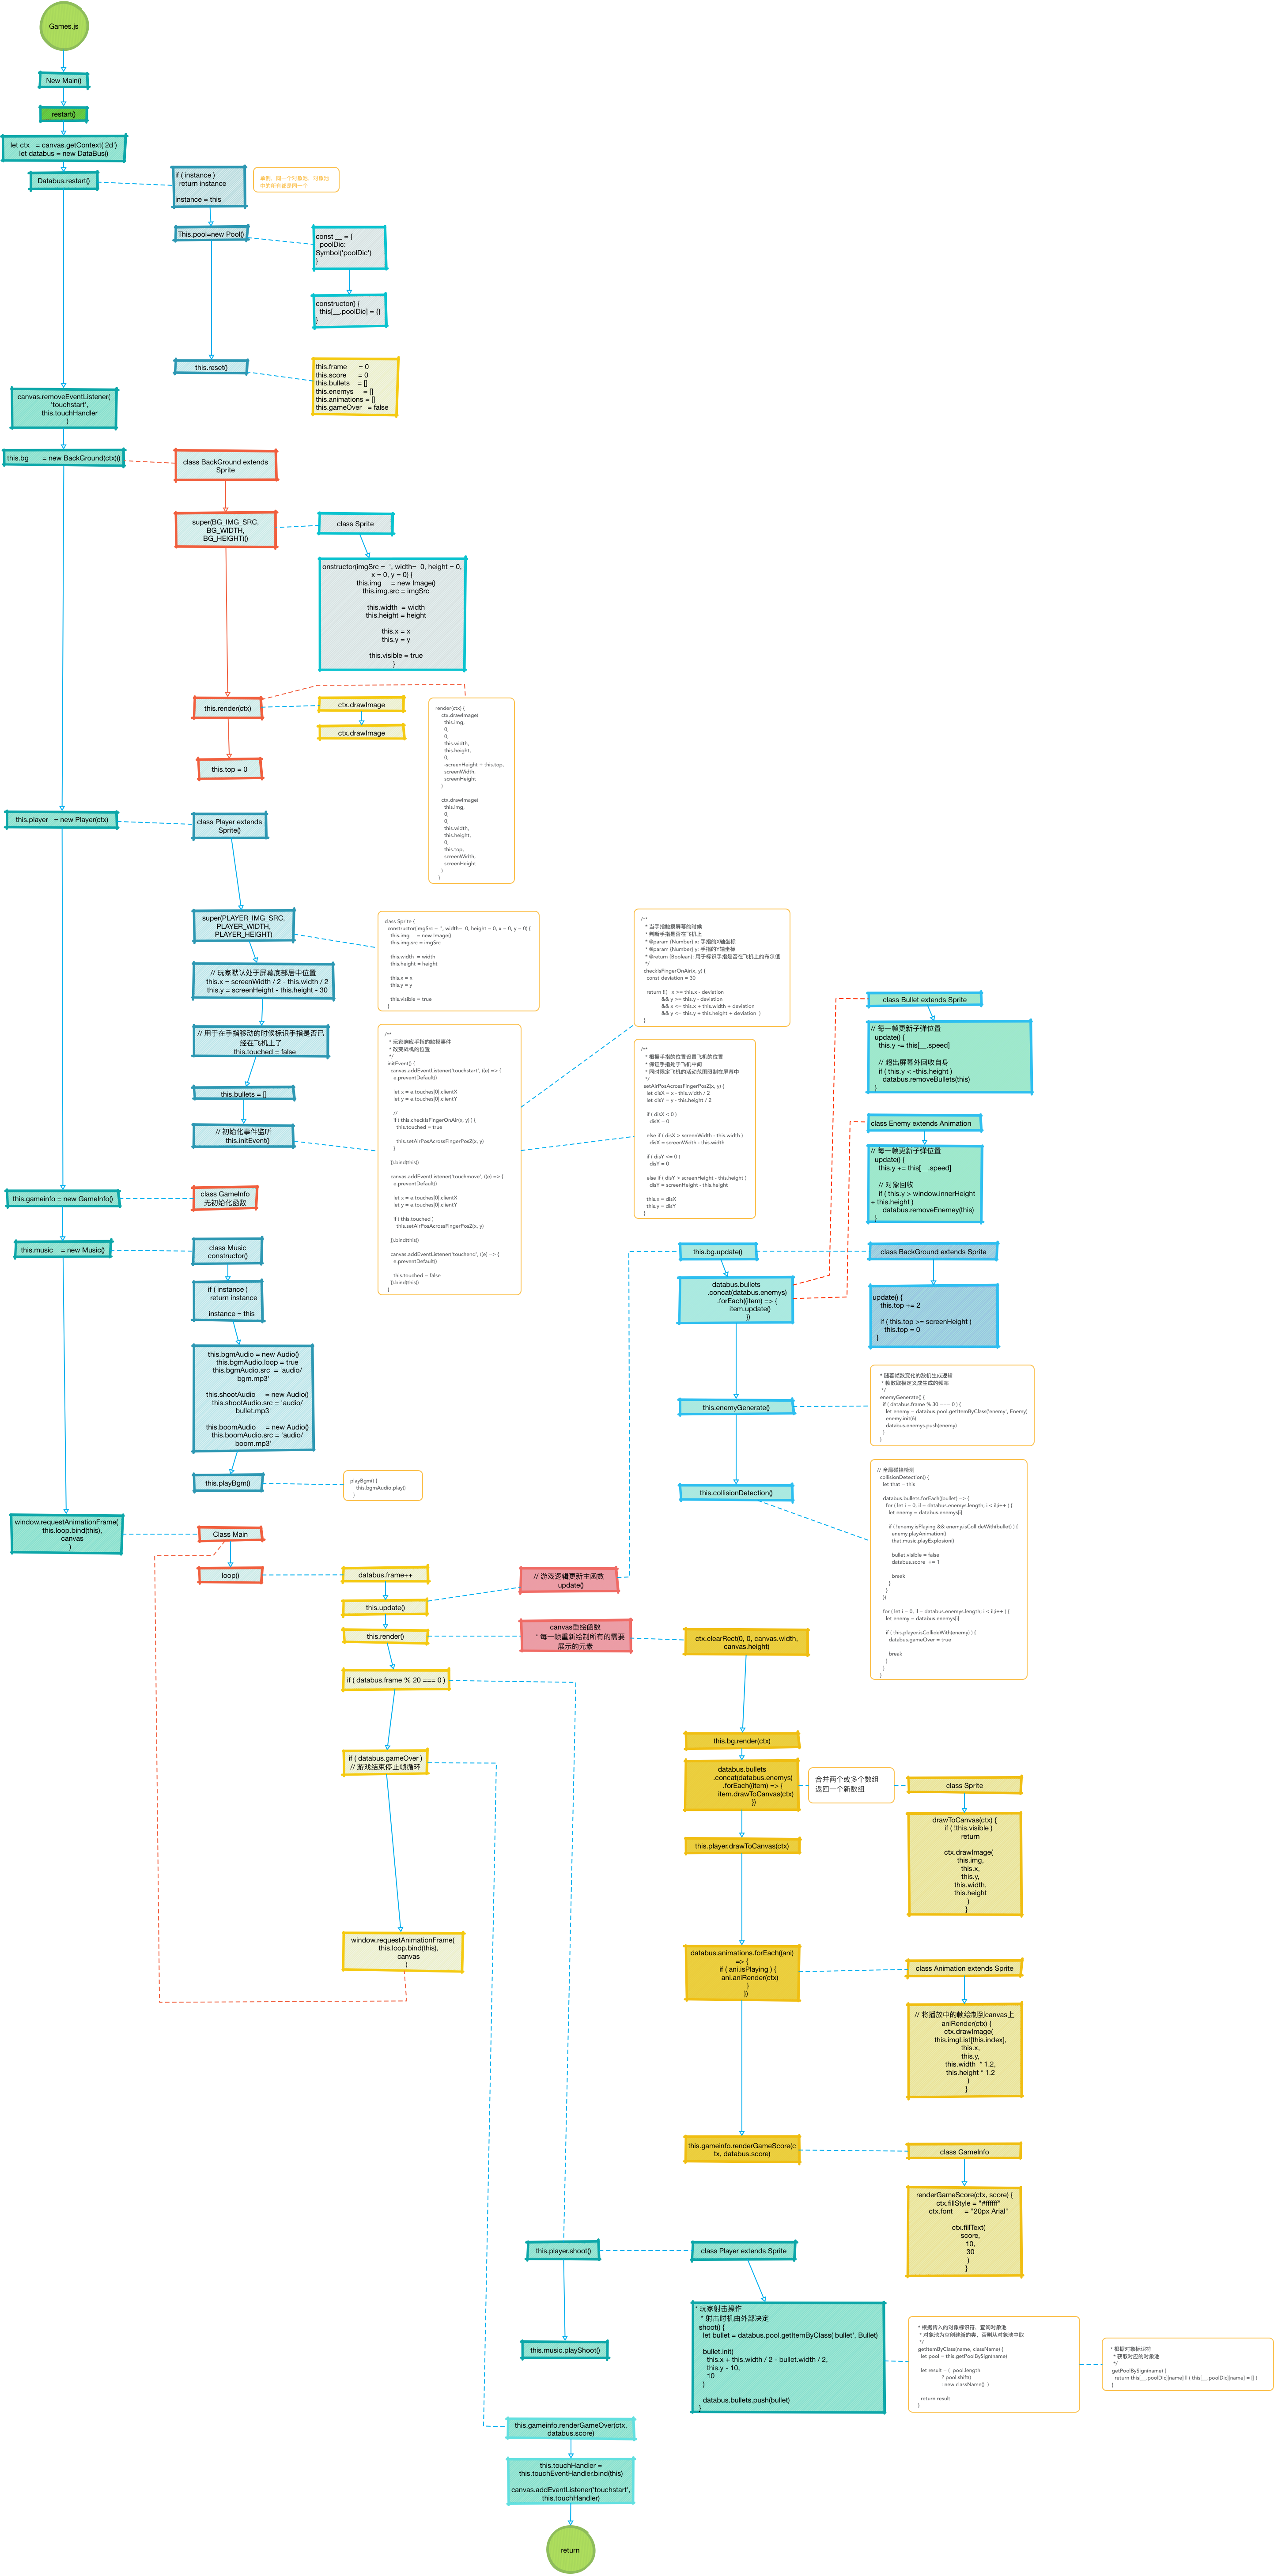 Games.js
New Main()
restart()
let ctx   = canvas.getContext('2d')
let databus = new DataBus()
Databus.restart()
if ( instance )
return instance
instance = this
单例，用一个对象池，对象池
中的所有都是同一个
This.pool=new Pool()
const __ = {
poolDic:
Symbol('poolDic')
}
constructor() {
this[__.poolDic] = {}
}
this.reset()
this.frame      = 0
this.score      = 0
this.bullets    = []
this.enemys     = []
this.animations = []
this.gameOver   = false
canvas.removeEventListener(
'touchstart',
this.touchHandler
)
this.bg       = new BackGround(ctx)()
class BackGround extends
Sprite
super(BG_IMG_SRC,
BG_WIDTH,
BG_HEIGHT)()
class Sprite
onstructor(imgSrc = '', width=  0, height = 0,
x = 0, y = 0) {
this.img     = new Image()
this.img.src = imgSrc
this.width  = width
this.height = height
this.x = x
this.y = y
this.visible = true
}
this.render(ctx)
ctx.drawImage
ctx.drawImage
this.top = 0
render(ctx) {
ctx.drawImage(
this.img,
0,
0,
this.width,
this.height,
0,
-screenHeight + this.top,
screenWidth,
screenHeight
)
ctx.drawImage(
this.img,
0,
0,
this.width,
this.height,
0,
this.top,
screenWidth,
screenHeight
)
}
this.player   = new Player(ctx)
class Player extends
Sprite()
super(PLAYER_IMG_SRC,
PLAYER_WIDTH,
PLAYER_HEIGHT)
// 玩家默认处于屏幕底部居中位置
this.x = screenWidth / 2 - this.width / 2
this.y = screenHeight - this.height - 30
// 用于在手指移动的时候标识手指是否已
经在飞机上了
this.touched = false
this.bullets = []
// 初始化事件监听
this.initEvent()
class Sprite {
constructor(imgSrc = '', width=  0, height = 0, x = 0, y = 0) {
this.img     = new Image()
this.img.src = imgSrc
this.width  = width
this.height = height
this.x = x
this.y = y
this.visible = true
}
/**
* 玩家响应手指的触摸事件
* 改变战机的位置
*/
initEvent() {
canvas.addEventListener('touchstart', ((e) => {
e.preventDefault()
let x = e.touches[0].clientX
let y = e.touches[0].clientY
//
if ( this.checkIsFingerOnAir(x, y) ) {
this.touched = true
this.setAirPosAcrossFingerPosZ(x, y)
}
}).bind(this))
canvas.addEventListener('touchmove', ((e) => {
e.preventDefault()
let x = e.touches[0].clientX
let y = e.touches[0].clientY
if ( this.touched )
this.setAirPosAcrossFingerPosZ(x, y)
}).bind(this))
canvas.addEventListener('touchend', ((e) => {
e.preventDefault()
this.touched = false
}).bind(this))
}
/**
* 当手指触摸屏幕的时候
* 判断手指是否在飞机上
* @param {Number} x: 手指的X轴坐标
* @param {Number} y: 手指的Y轴坐标
* @return {Boolean}: 用于标识手指是否在飞机上的布尔值
*/
checkIsFingerOnAir(x, y) {
const deviation = 30
return !!(   x >= this.x - deviation
&& y >= this.y - deviation
&& x <= this.x + this.width + deviation
&& y <= this.y + this.height + deviation  )
}
/**
* 根据手指的位置设置飞机的位置
* 保证手指处于飞机中间
* 同时限定飞机的活动范围限制在屏幕中
*/
setAirPosAcrossFingerPosZ(x, y) {
let disX = x - this.width / 2
let disY = y - this.height / 2
if ( disX < 0 )
disX = 0
else if ( disX > screenWidth - this.width )
disX = screenWidth - this.width
if ( disY <= 0 )
disY = 0
else if ( disY > screenHeight - this.height )
disY = screenHeight - this.height
this.x = disX
this.y = disY
}
class Bullet extends Sprite
// 每一帧更新子弹位置
update() {
this.y -= this[__.speed]
// 超出屏幕外回收自身
if ( this.y < -this.height )
databus.removeBullets(this)
}
class Enemy extends Animation
// 每一帧更新子弹位置
update() {
this.y += this[__.speed]
// 对象回收
if ( this.y > window.innerHeight
+ this.height )
databus.removeEnemey(this)
}
this.gameinfo = new GameInfo()
class GameInfo
无初始化函数
this.music    = new Music()
class Music
constructor()
if ( instance )
return instance
instance = this
this.bgmAudio = new Audio()
this.bgmAudio.loop = true
this.bgmAudio.src  = 'audio/
bgm.mp3'
this.shootAudio     = new Audio()
this.shootAudio.src = 'audio/
bullet.mp3'
this.boomAudio     = new Audio()
this.boomAudio.src = 'audio/
boom.mp3'
this.playBgm()
playBgm() {
this.bgmAudio.play()
}
this.bg.update()
class BackGround extends Sprite
databus.bullets
.concat(databus.enemys)
.forEach((item) => {
item.update()
})
update() {
this.top += 2
if ( this.top >= screenHeight )
this.top = 0
}
this.enemyGenerate()
* 随着帧数变化的敌机生成逻辑
* 帧数取模定义成生成的频率
*/
enemyGenerate() {
if ( databus.frame % 30 === 0 ) {
let enemy = databus.pool.getItemByClass('enemy', Enemy)
enemy.init(6)
databus.enemys.push(enemy)
}
}
this.collisionDetection()
// 全局碰撞检测
collisionDetection() {
let that = this
databus.bullets.forEach((bullet) => {
for ( let i = 0, il = databus.enemys.length; i < il;i++ ) {
let enemy = databus.enemys[i]
if ( !enemy.isPlaying && enemy.isCollideWith(bullet) ) {
enemy.playAnimation()
that.music.playExplosion()
bullet.visible = false
databus.score  += 1
break
}
}
})
for ( let i = 0, il = databus.enemys.length; i < il;i++ ) {
let enemy = databus.enemys[i]
if ( this.player.isCollideWith(enemy) ) {
databus.gameOver = true
break
}
}
}
window.requestAnimationFrame(
this.loop.bind(this),
canvas
)
Class Main
loop()
databus.frame++
this.update()
// 游戏逻辑更新主函数
update()
this.render()
canvas重绘函数
* 每一帧重新绘制所有的需要
展示的元素
ctx.clearRect(0, 0, canvas.width,
canvas.height)
if ( databus.frame % 20 === 0 )
if ( databus.gameOver )
// 游戏结束停止帧循环
window.requestAnimationFrame(
this.loop.bind(this),
canvas
)
this.bg.render(ctx)
databus.bullets
.concat(databus.enemys)
.forEach((item) => {
item.drawToCanvas(ctx)
})
合并两个或多个数组
返回一个新数组
class Sprite
drawToCanvas(ctx) {
if ( !this.visible )
return
ctx.drawImage(
this.img,
this.x,
this.y,
this.width,
this.height
)
}
this.player.drawToCanvas(ctx)
databus.animations.forEach((ani)
=> {
if ( ani.isPlaying ) {
ani.aniRender(ctx)
}
})
class Animation extends Sprite
// 将播放中的帧绘制到canvas上
aniRender(ctx) {
ctx.drawImage(
this.imgList[this.index],
this.x,
this.y,
this.width  * 1.2,
this.height * 1.2
)
}
this.gameinfo.renderGameScore(c
tx, databus.score)
class GameInfo
renderGameScore(ctx, score) {
ctx.fillStyle = "#ffffff"
ctx.font      = "20px Arial"
ctx.fillText(
score,
10,
30
)
}
this.player.shoot()
class Player extends Sprite
* 玩家射击操作
* 射击时机由外部决定
shoot() {
let bullet = databus.pool.getItemByClass('bullet', Bullet)
bullet.init(
this.x + this.width / 2 - bullet.width / 2,
this.y - 10,
10
)
databus.bullets.push(bullet)
}
* 根据传入的对象标识符，查询对象池
* 对象池为空创建新的类，否则从对象池中取
*/
getItemByClass(name, className) {
let pool = this.getPoolBySign(name)
let result = (  pool.length
? pool.shift()
: new className()  )
return result
}
* 根据对象标识符
* 获取对应的对象池
*/
getPoolBySign(name) {
return this[__.poolDic][name] || ( this[__.poolDic][name] = [] )
}
this.music.playShoot()
this.gameinfo.renderGameOver(ctx,
databus.score)
this.touchHandler =
this.touchEventHandler.bind(this)
canvas.addEventListener('touchstart',
this.touchHandler)
return